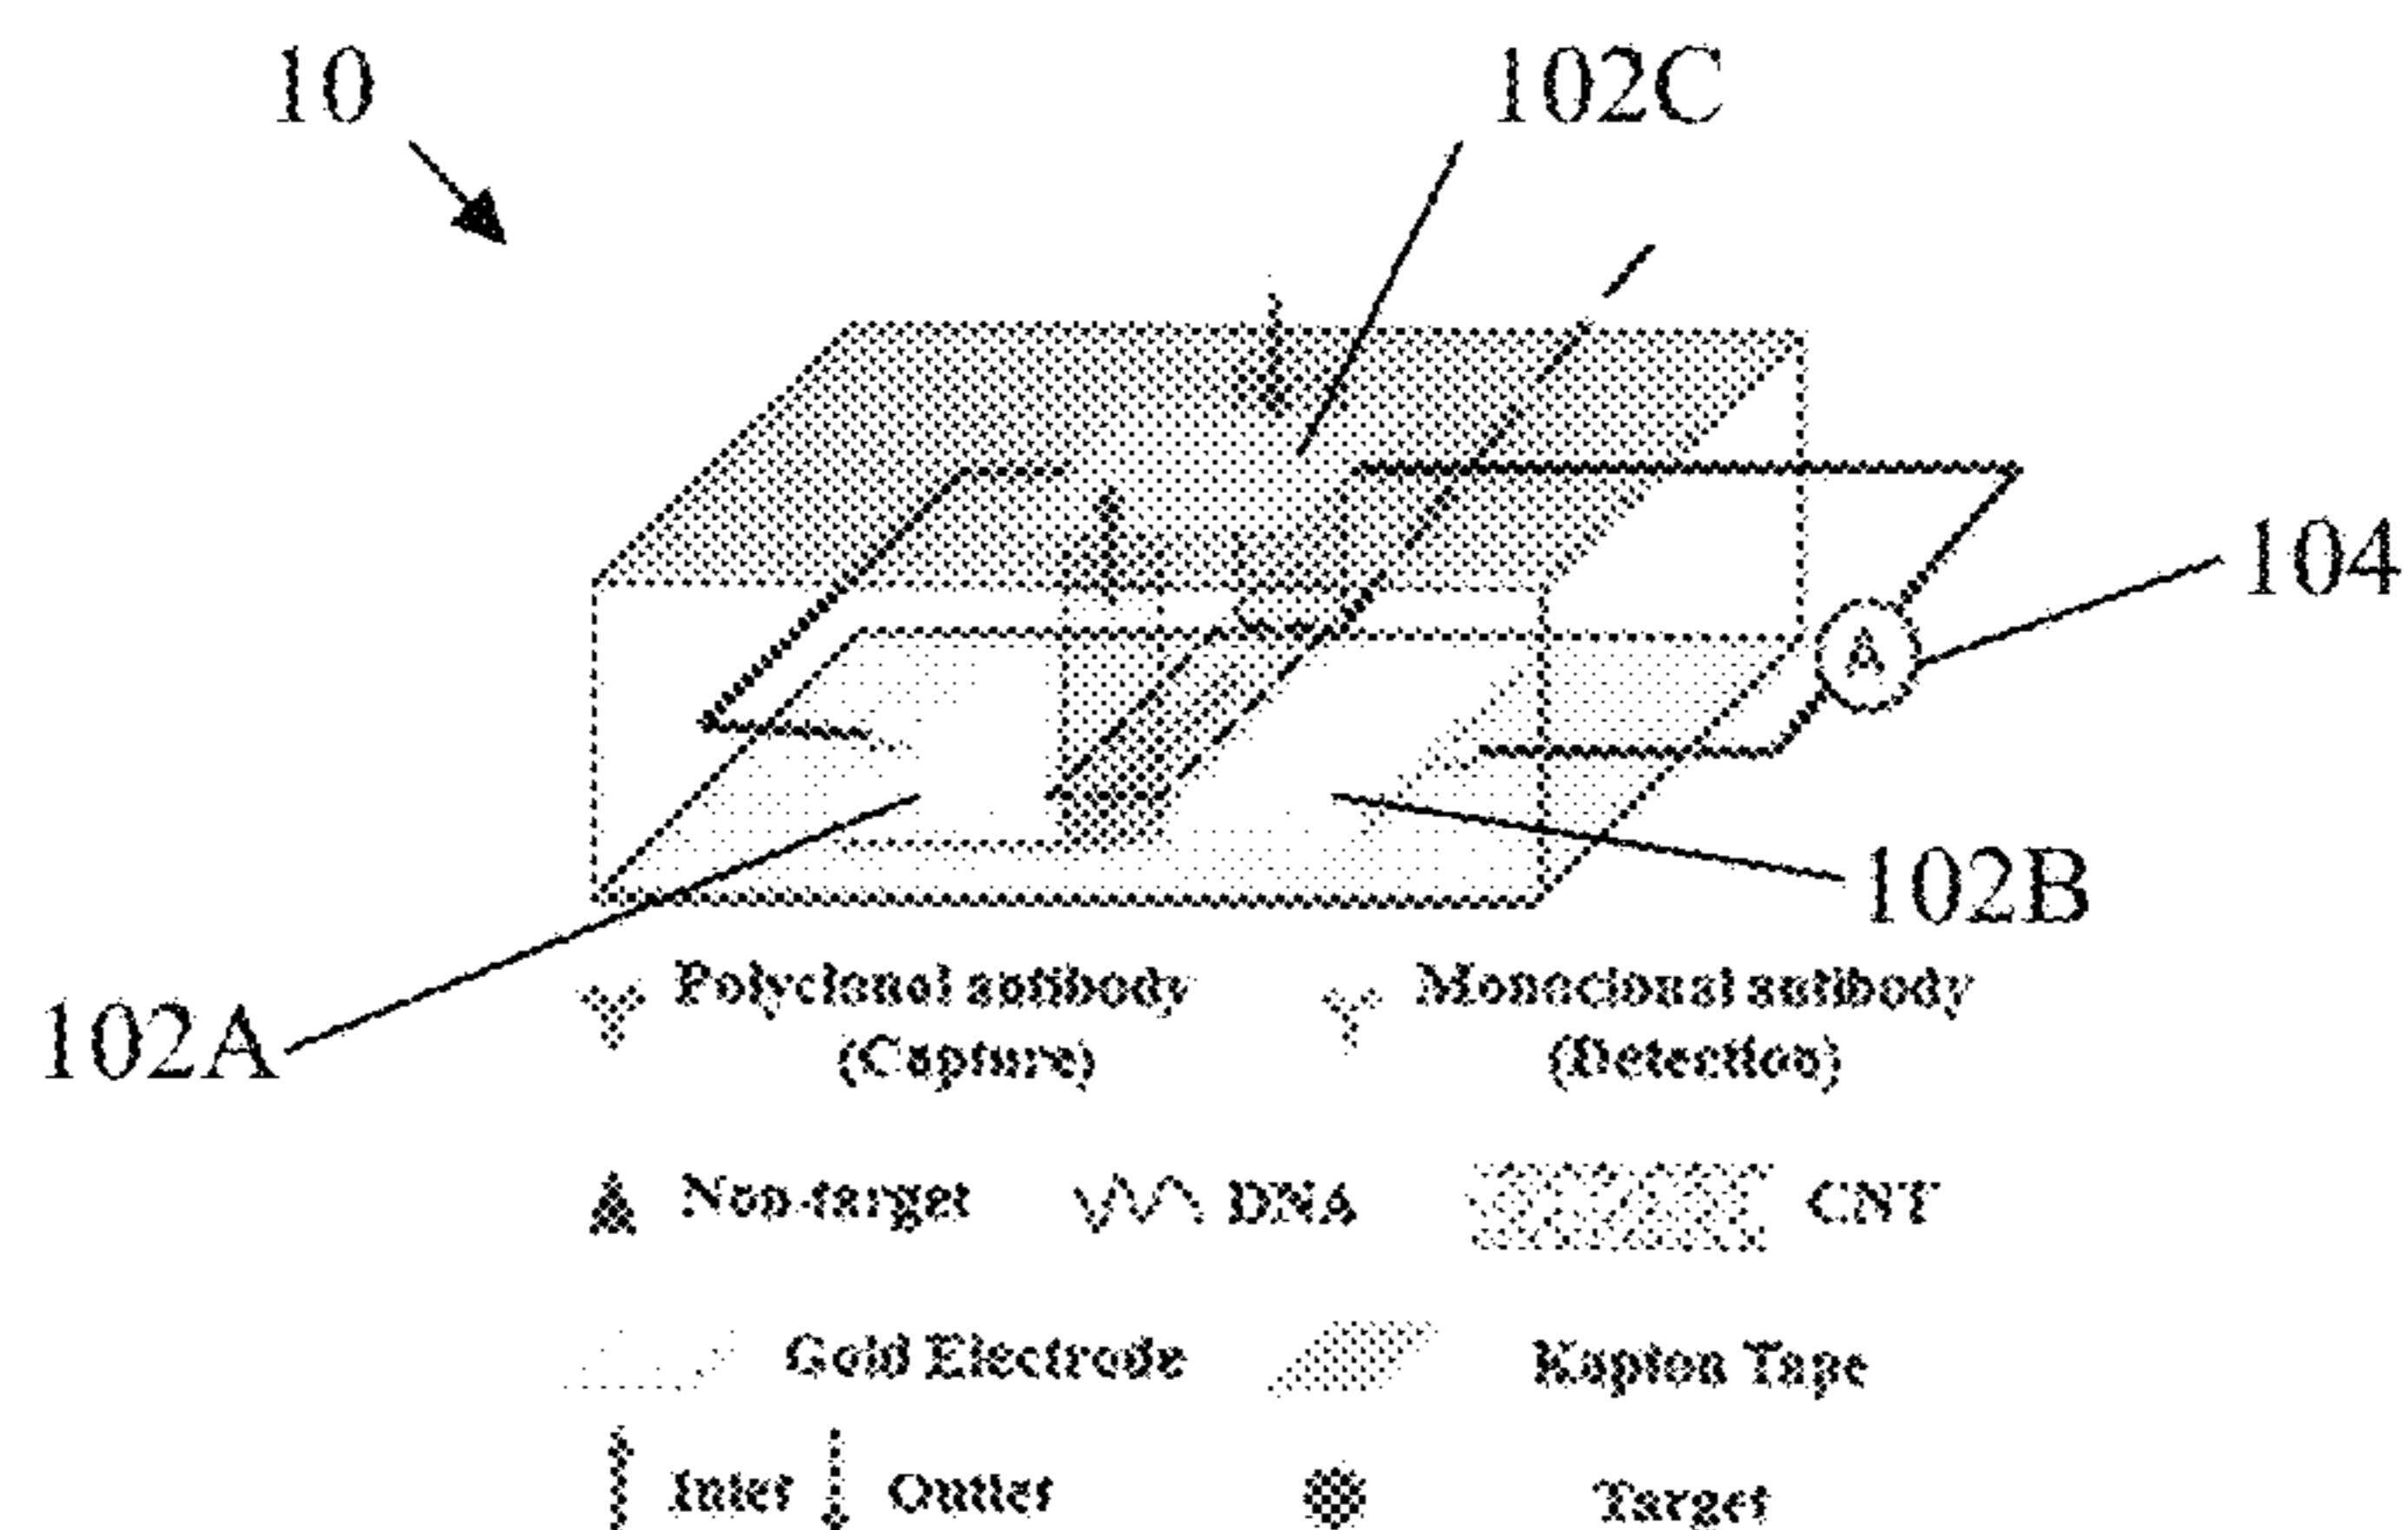 10
102C
104
A
102B
102A
Polyclonal antibody Monoclonal antibody
(Capture) (Detection)
Non-target DNA CNT
Gold Electrode Kapton Tape
Inlet Outlet Target